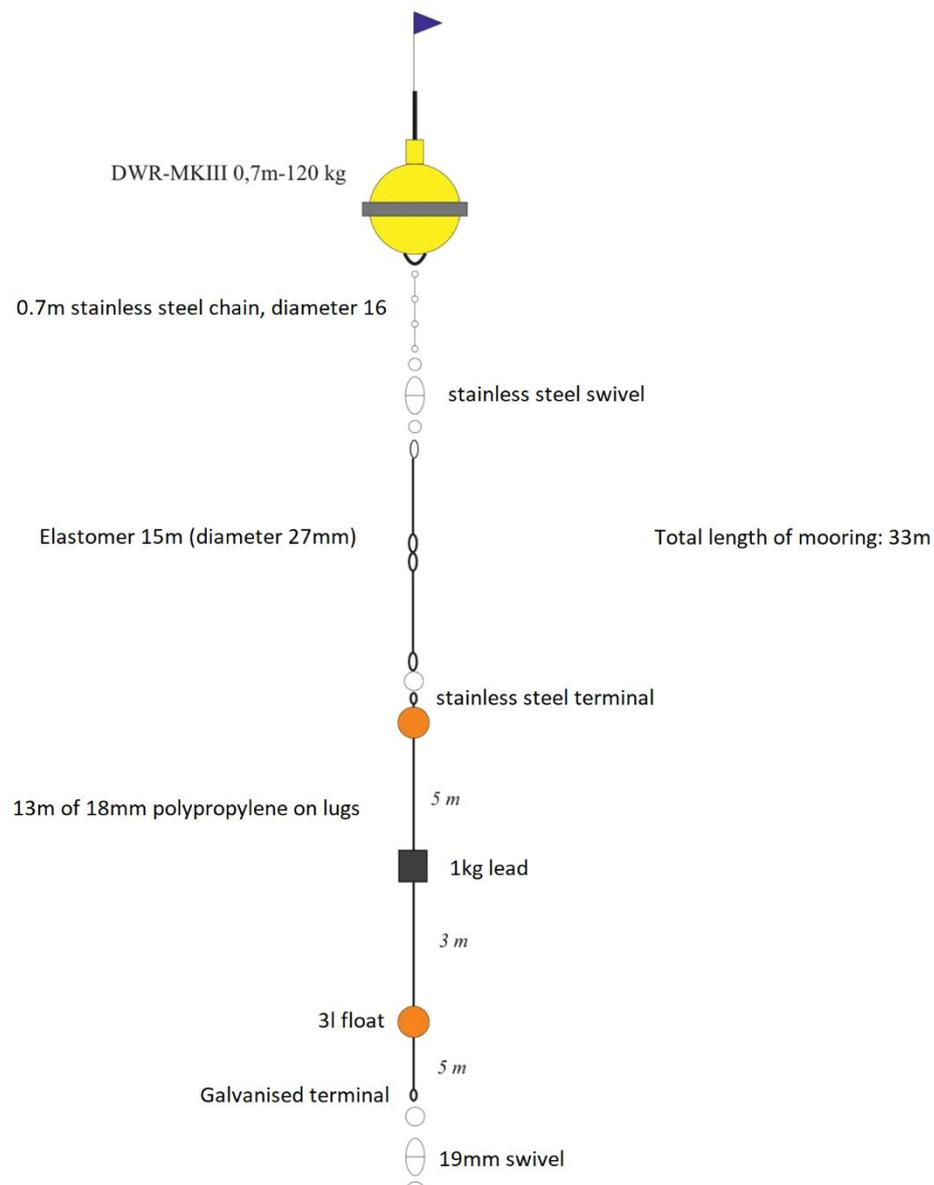 DWR-MKIII 0,7m-120 kg
0.7m stainless steel chain, diameter 16
stainless steel swivel
Elastomer 15m (diameter 27mm)
Total length of mooring: 33m
stainless steel terminal
5 m
13m of 18mm polypropylene on lugs
1kg lead
3 m
3l float
5 m
Galvanised terminal
19mm swivel